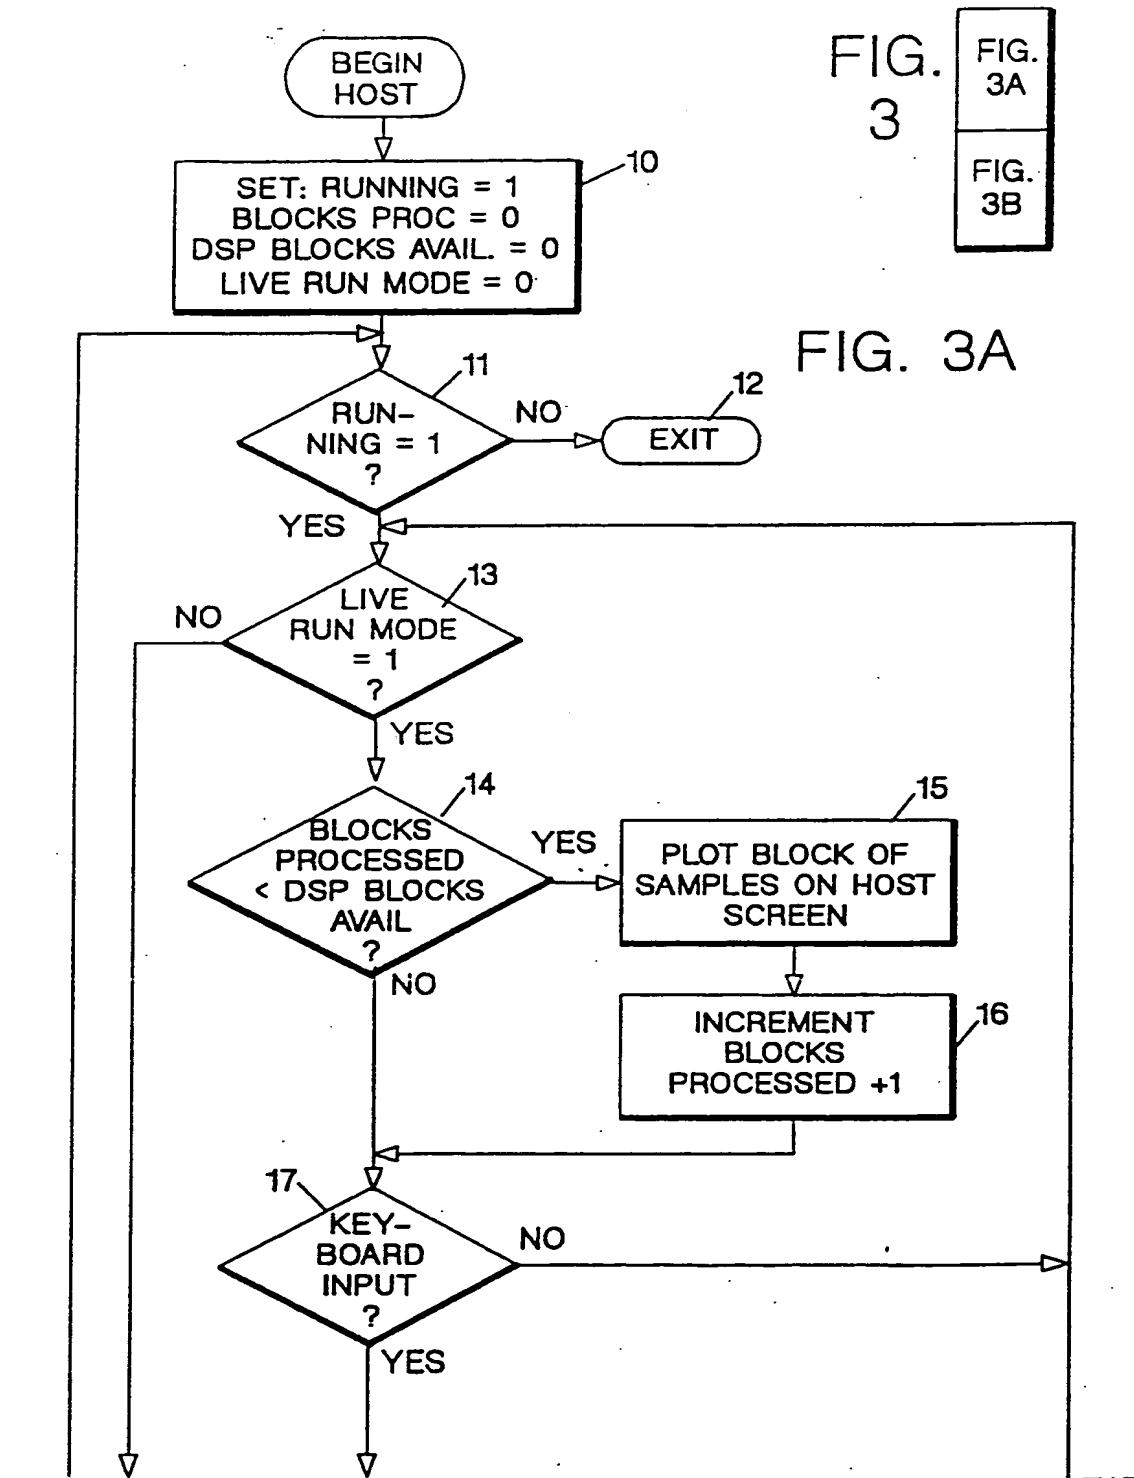 BEGIN
HOST
FIG.
3
FIG.
3A
FIG.
3B
10
SET: RUNNING = 1
BLOCKS PROC = 0
DSP BLOCKS AVAIL. = 0
LIVE RUN MODE = 0
FIG. 3A
11
RUN-
NING = 1
?
NO
12
EXIT
YES
13
LIVE
RUN MODE
= 1
?
NO
YES
14
BLOCKS
PROCESSED
< DSP BLOCKS
AVAIL
?
YES
15
PLOT BLOCK OF
SAMPLES ON HOST
SCREEN
NO
16
INCREMENT
BLOCKS
PROCESSED +1
17
KEY-
BOARD
INPUT
?
NO
YES